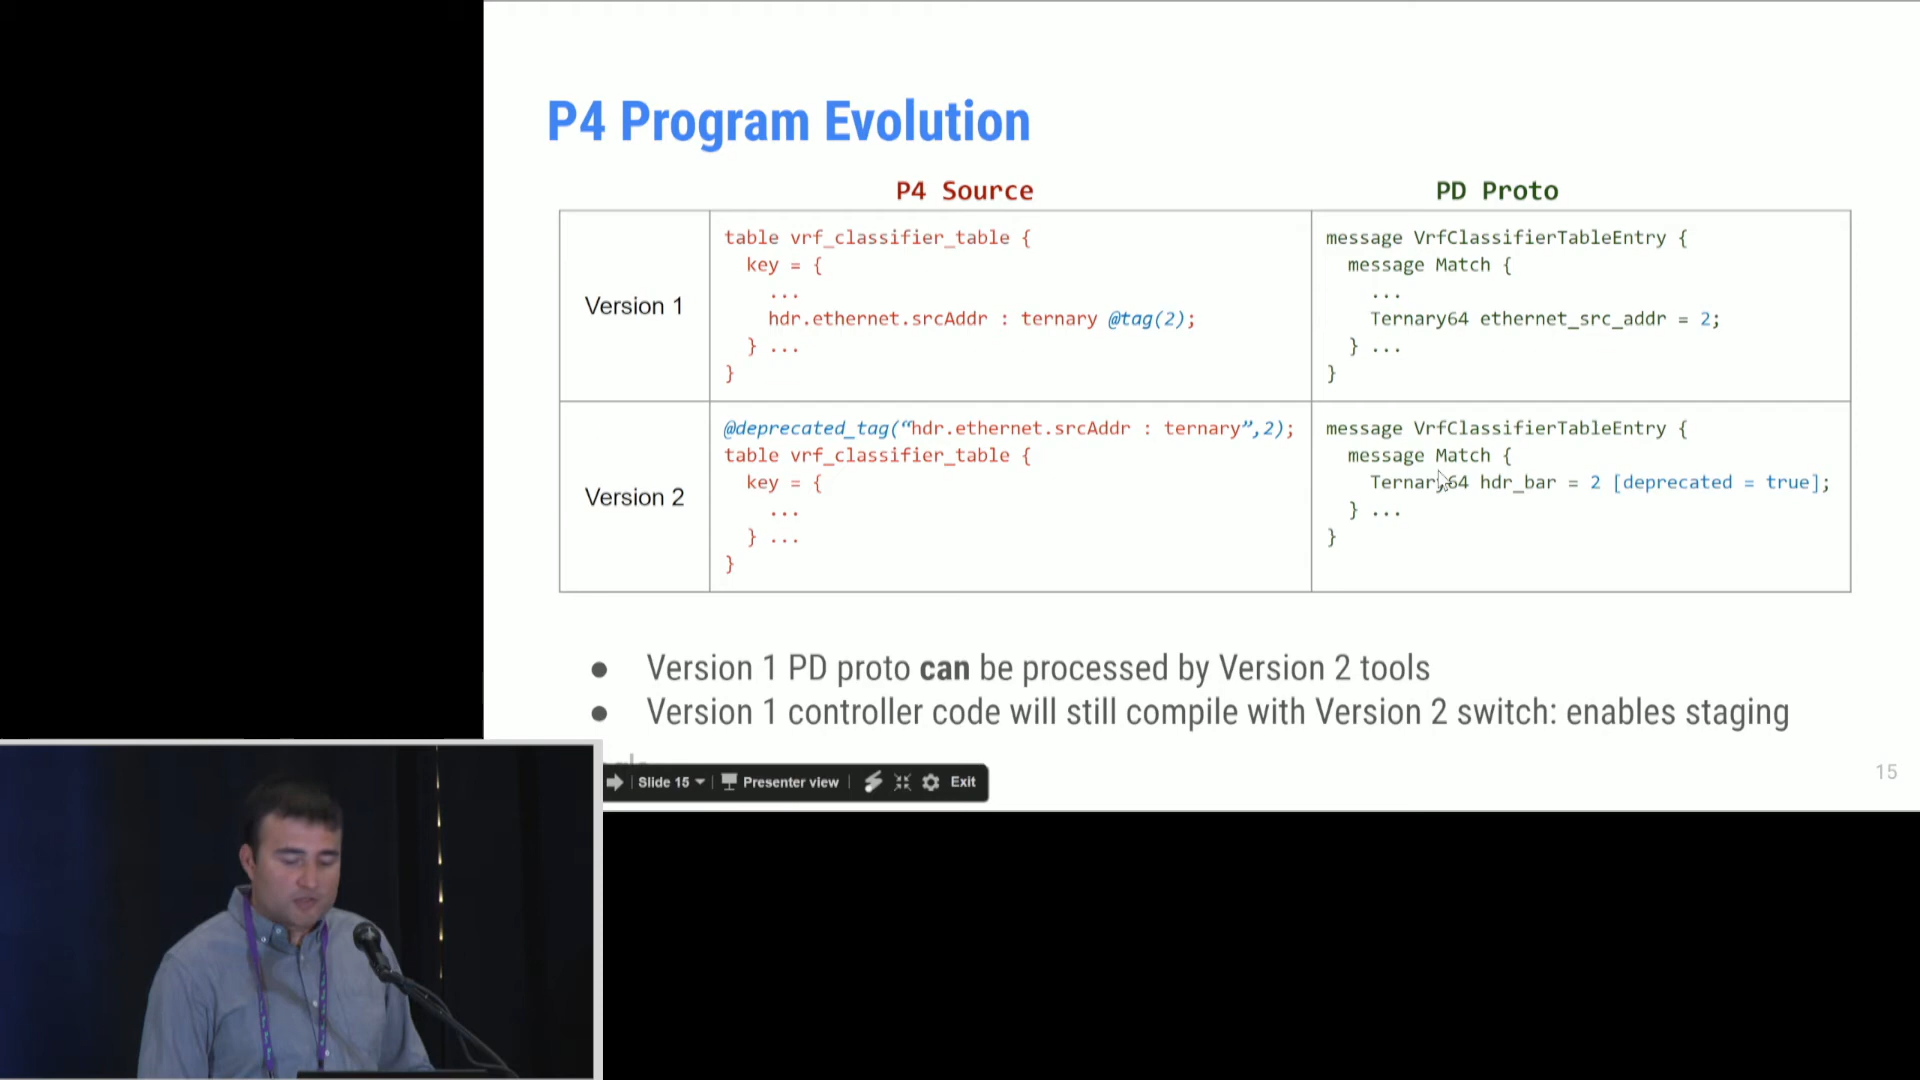 P4 Program Evolution
P4 Source
PD Proto
Version 1
table vrf_classifier_table {
key = {
...
hdr.ethernet.srcAddr : ternary @tag(2);
} ...
}
message VrfClassifierTableEntry {
message Match {
...
Ternary64 ethernet_src_addr = 2;
} ...
}
Version 2
@deprecated_tag(“hdr.ethernet.srcAddr : ternary”,2);
table vrf_classifier_table {
key = {
...
} ...
}
message VrfClassifierTableEntry {
message Match {
Ternary64 hdr_bar = 2 [deprecated = true];
} ...
}
● Version 1 PD proto can be processed by Version 2 tools
● Version 1 controller code will still compile with Version 2 switch: enables staging
15
Slide 15
Presenter view
Exit